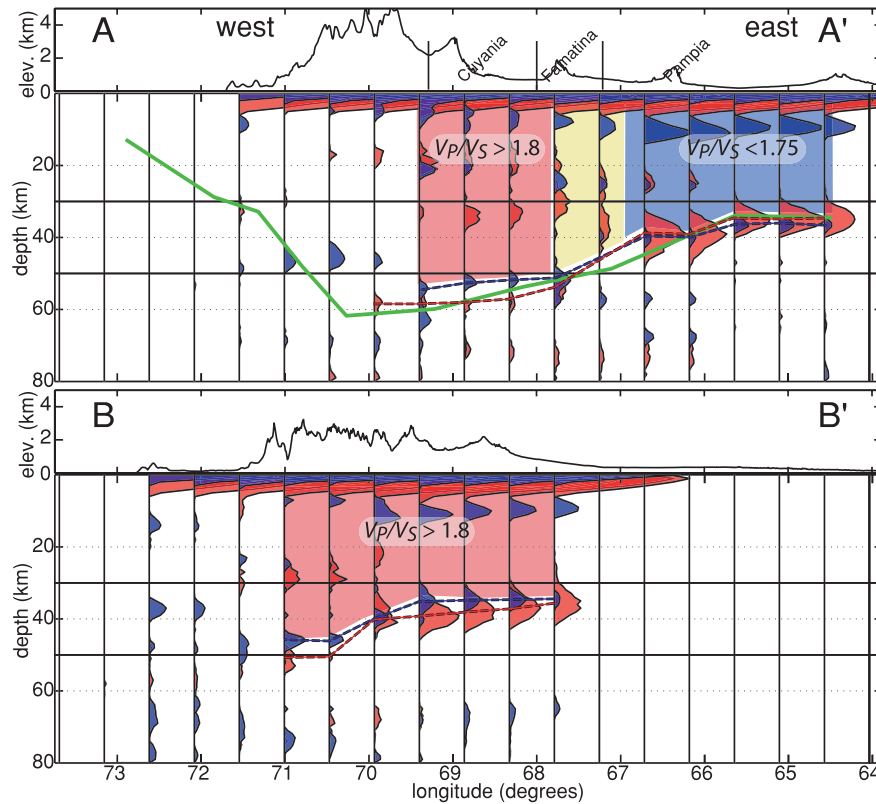 A west east A'
elev. (km)
4
2
0
Cuyania
Famatina
Pampia
VP/VS > 1.8
VP/VS <1.75
depth (km)
20
40
60
80
B B'
elev. (km)
4
2
0
VP/VS > 1.8
depth (km)
20
40
60
80
73 72 71 70 69 68 67 66 65 64
longitude (degrees)